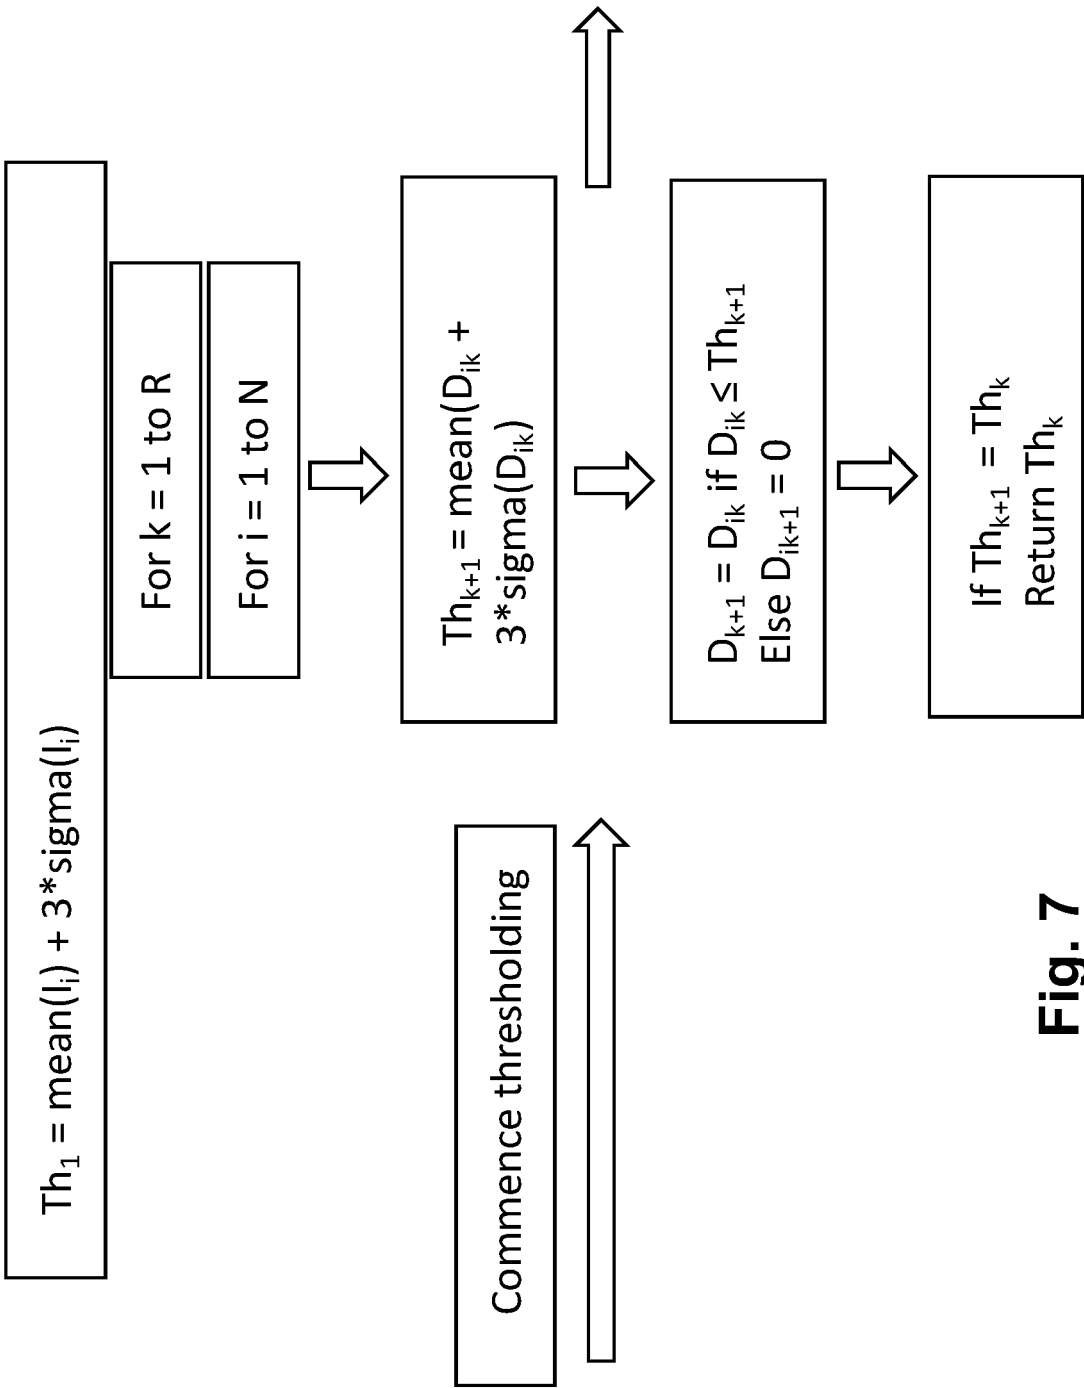 Th₁ = mean(Iᵢ) + 3*sigma(Iᵢ)
For k = 1 to R
For i = 1 to N
Commence thresholding
Thₖ₊₁ = mean(Dᵢₖ +
3*sigma(Dᵢₖ)
Dₖ₊₁ = Dᵢₖ if Dᵢₖ ≤ Thₖ₊₁
Else Dᵢₖ₊₁ = 0
If Thₖ₊₁ = Thₖ
Return Thₖ
Fig. 7